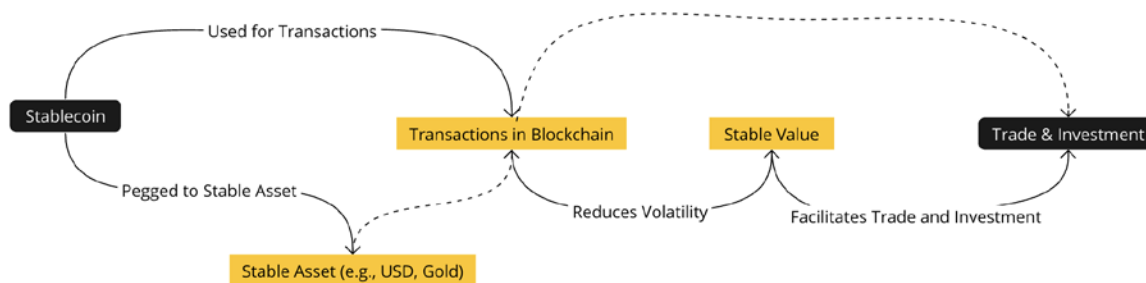 Used for Transactions
Stablecoin
Transactions in Blockchain
Stable Value
Trade & Investment
Pegged to Stable Asset
Reduces Volatility
Facilitates Trade and Investment
Stable Asset (e.g., USD, Gold)